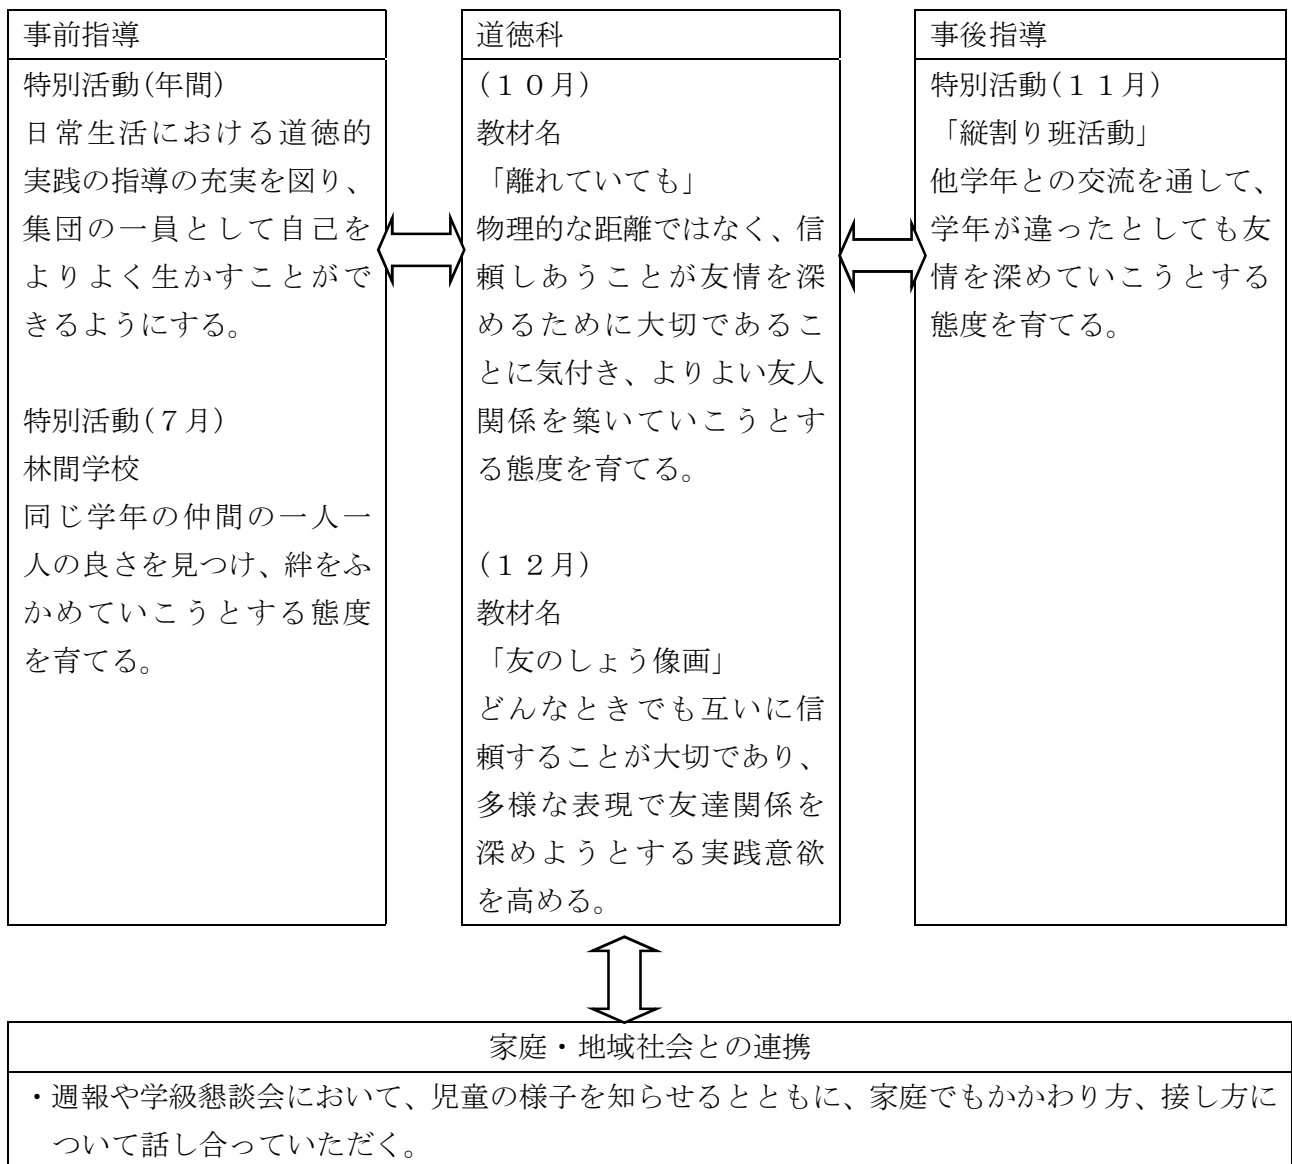 事前指導
特別活動(年間)
日常生活における道徳的
実践の指導の充実を図り、
集団の一員として自己を
よりよく生かすことがで
きるようにする。
特別活動(7月)
林間学校
同じ学年の仲間の一人一
人の良さを見つけ、絆をふ
かめていこうとする態度
を育てる。
道徳科
(10月)
教材名
「離れていても」
物理的な距離ではなく、信
頼しあうことが友情を深
めるために大切であるこ
とに気付き、よりよい友人
関係を築いていこうとす
る態度を育てる。
(12月)
教材名
「友のしょう像画」
どんなときでも互いに信
頼することが大切であり、
多様な表現で友達関係を
深めようとする実践意欲
を高める。
事後指導
特別活動(11月)
「縦割り班活動」
他学年との交流を通して、
学年が違ったとしても友
情を深めていこうとする
態度を育てる。
家庭・地域社会との連携
・週報や学級懇談会において、児童の様子を知らせるとともに、家庭でもかかわり方、接し方に
ついて話し合っていただく。